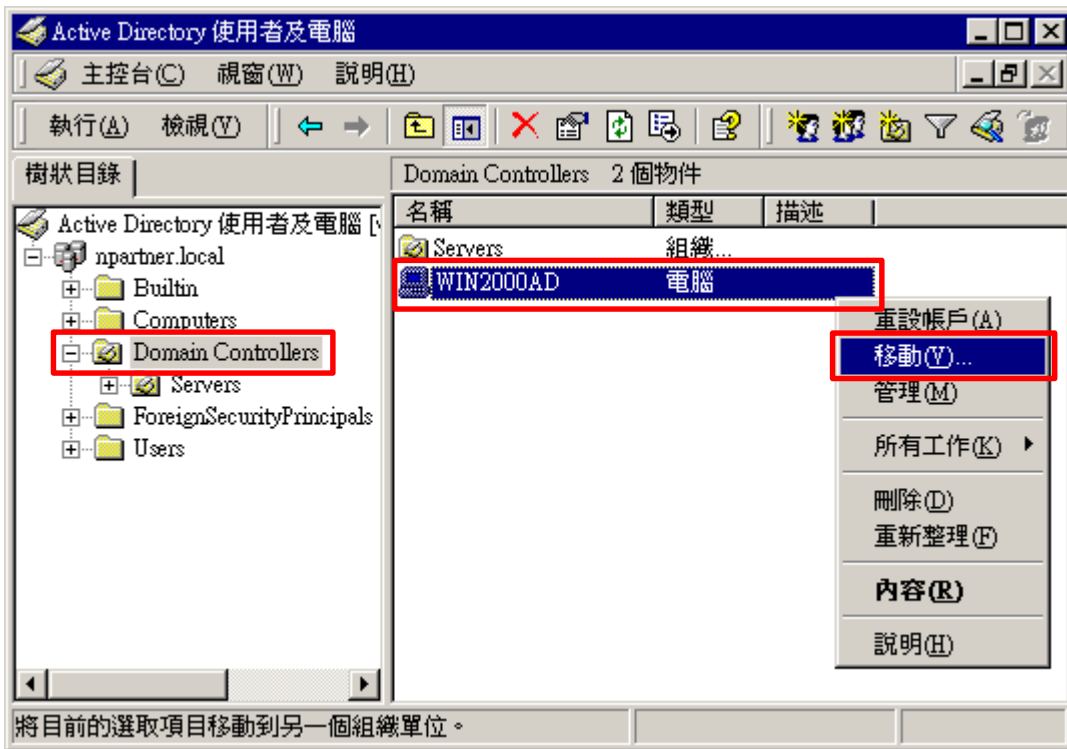 Active Directory 使用者及電腦
主控台(C) 視窗(W) 說明(H)
執行(A) 檢視(V)
樹狀目錄
Domain Controllers 2 個物件
Active Directory 使用者及電腦 [
npartner.local
Builtin
Computers
Domain Controllers
Servers
ForeignSecurityPrincipals
Users
名稱 類型 描述
Servers 組織...
WIN2000AD 電腦
重設帳戶(A)
移動(V)...
管理(M)
所有工作(K)
刪除(D)
重新整理(F)
內容(R)
說明(H)
將目前的選取項目移動到另一個組織單位。